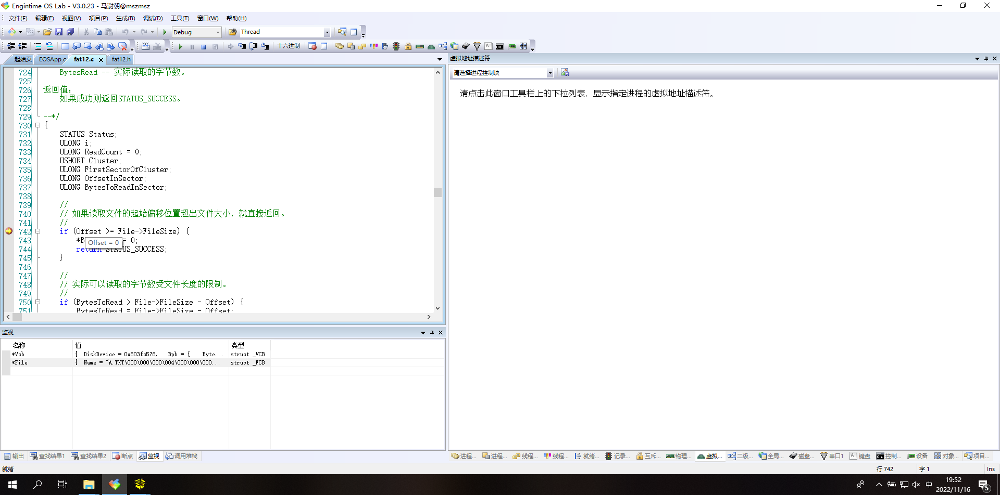 Engintime OS Lab - V3.0.23 - 马澍朝@mszmsz
文件(F) 编辑(E) 视图(V) 项目(P) 生成(B) 调试(D) 工具(T) 窗口(W) 帮助(H)
Debug Thread
十六进制
起始页 EOSApp.c fat12.c fat12.h
724 BytesRead -- 实际读取的字节数。
725
726 返回值:
727 如果成功则返回STATUS_SUCCESS。
728
729 --*/
730 {
731 STATUS Status;
732 ULONG i;
733 ULONG ReadCount = 0;
734 USHORT Cluster;
735 ULONG FirstSectorOfCluster;
736 ULONG OffsetInSector;
737 ULONG BytesToReadInSector;
738
739 //
740 // 如果读取文件的起始偏移位置超出文件大小，就直接返回。
741 //
742 if (Offset >= File->FileSize) {
743 *B = 0;
Offset = 0
744 return STATUS_SUCCESS;
745 }
746
747 //
748 // 实际可以读取的字节数受文件长度的限制。
749 //
750 if (BytesToRead > File->FileSize - Offset) {
751 BytesToRead = File->FileSize - Offset;
监视
名称 值 类型
*Vcb { DiskDevice = 0x803fc578, Bpb = { Byte... struct _VCB
*File { Name = "A.TXT\000\000\000\004\000\000\000... struct _FCB
输出 查找结果1 查找结果2 断点 监视 调用堆栈
虚拟地址描述符
请选择进程控制块
请点击此窗口工具栏上的下拉列表，显示指定进程的虚拟地址描述符。
进程... 进程... 线程... 线程... 就绪... 记录... 互斥... 物理... 虚拟... 二级... 全局... 磁盘... 串口1 键盘 控制... 设备 对象... 项目...
就绪 行 742 字 1 Ins
中 19:52
2022/11/16 5